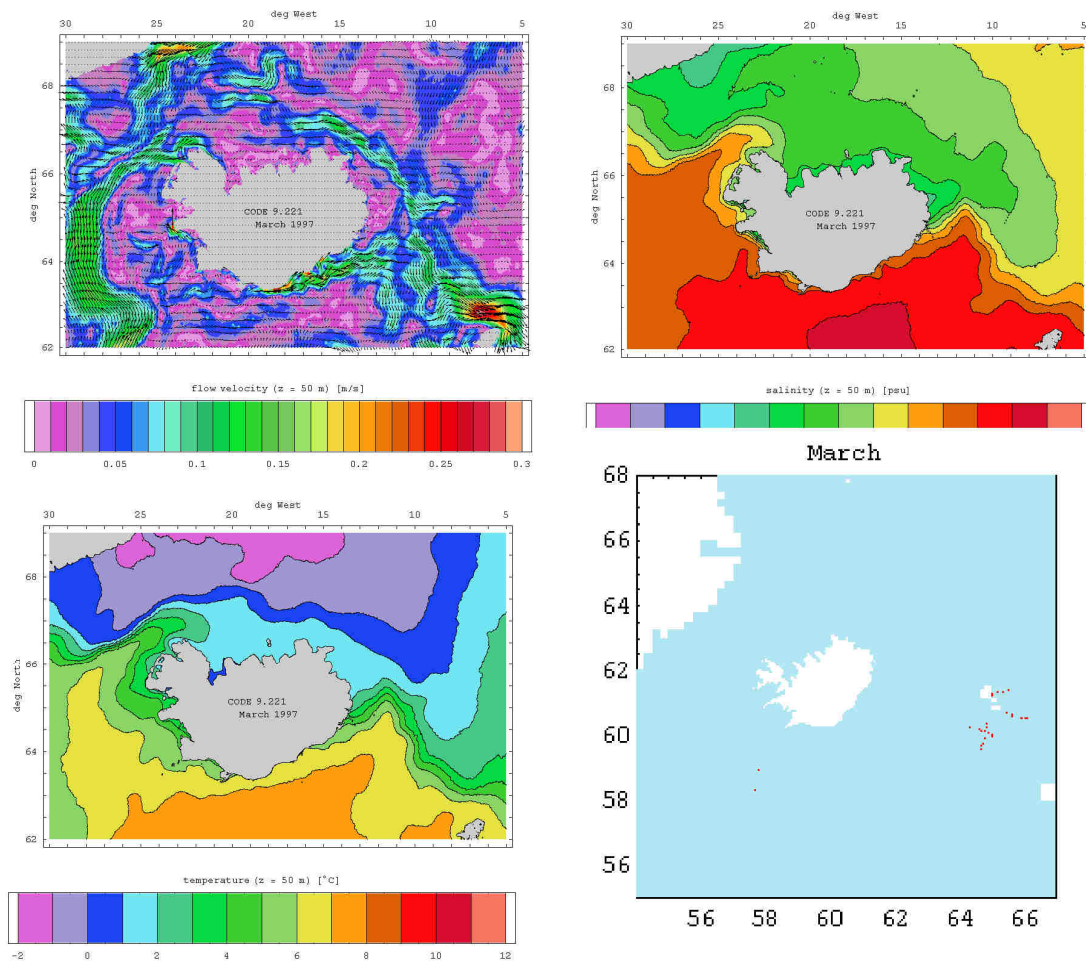 deg West
30 25 20 15 10 5
68
66
64
62
deg North
CODE 9.221
March 1997
flow velocity (z = 50 m) [m/s]
0 0.05 0.1 0.15 0.2 0.25 0.3
deg West
30 25 20 15 10 5
68
66
64
62
deg North
CODE 9.221
March 1997
salinity (z = 50 m) [psu]
deg West
30 25 20 15 10 5
68
66
64
62
deg North
CODE 9.221
March 1997
temperature (z = 50 m) [°C]
-2 0 2 4 6 8 10 12
March
68
66
64
62
60
58
56
56 58 60 62 64 66